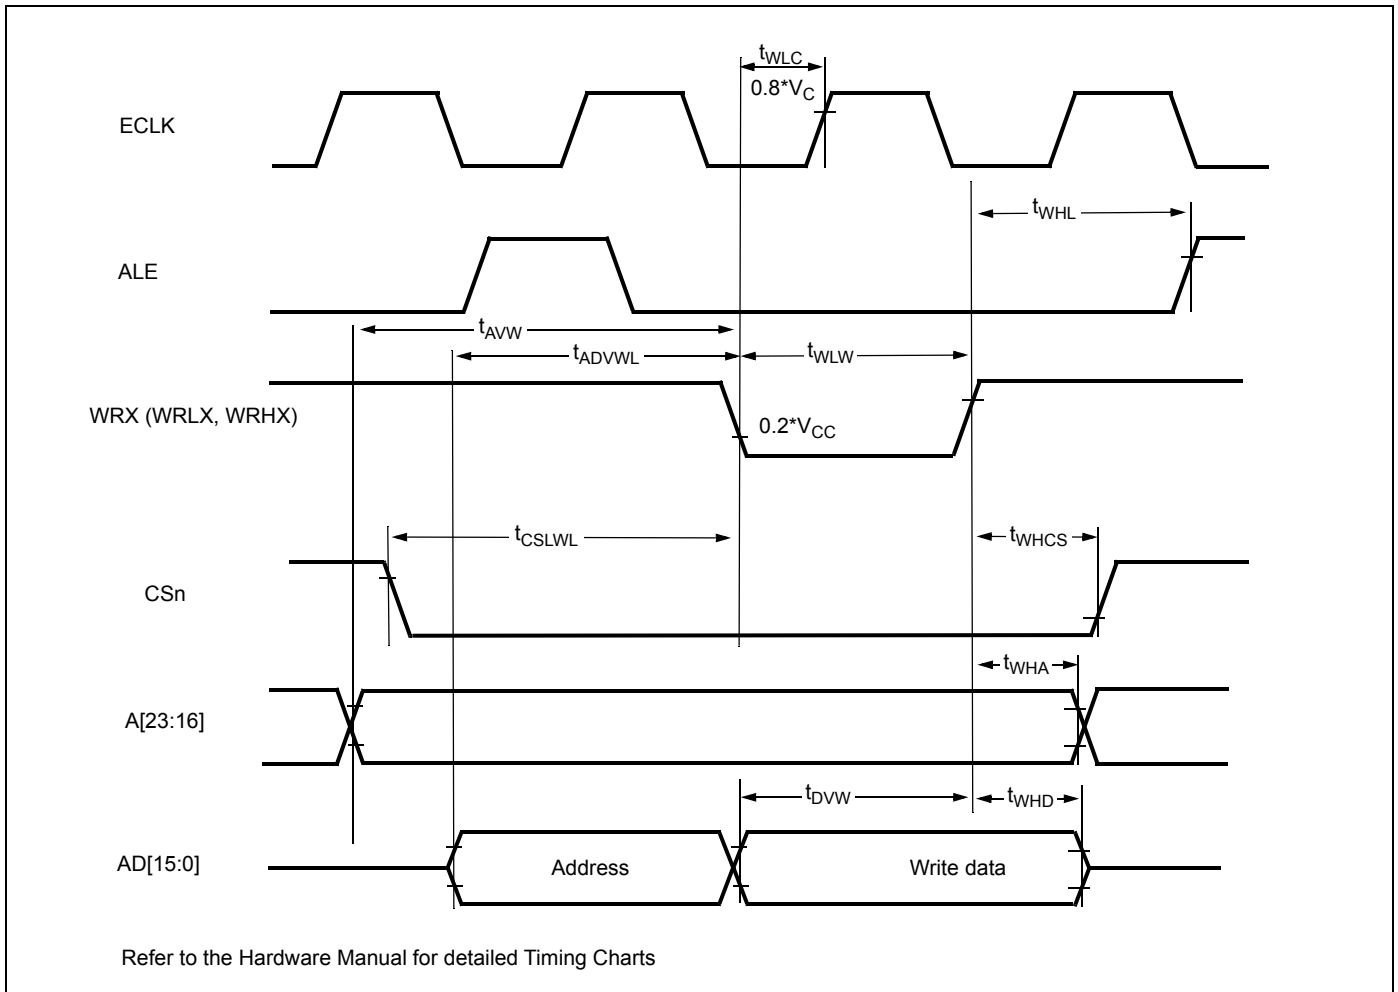 tWLC
0.8*VC
ECLK
tWHL
ALE
tAVW
tADVWL
tWLW
WRX (WRLX, WRHX)
0.2*VCC
tCSLWL
tWHCS
CSn
tWHA
A[23:16]
tDVW
tWHD
AD[15:0]
Address
Write data
Refer to the Hardware Manual for detailed Timing Charts